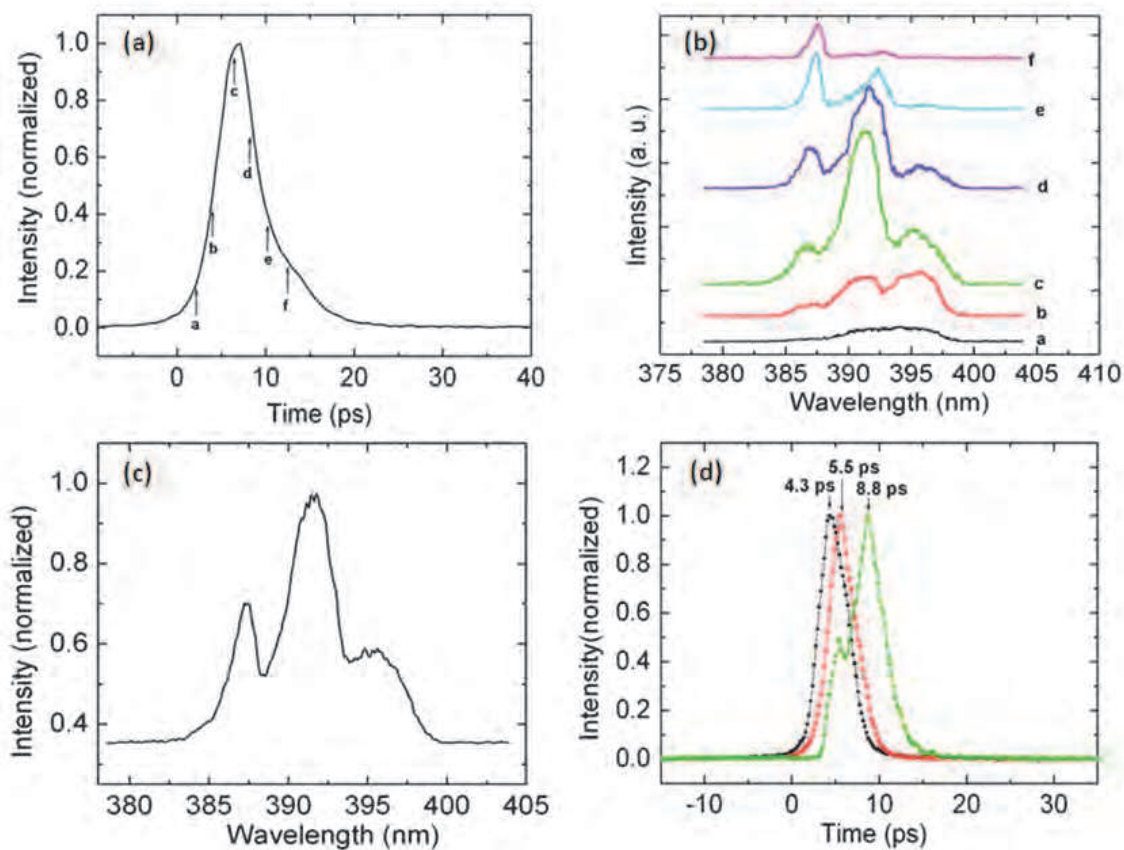 (a)
1.0
0.8
0.6
0.4
0.2
0.0
Intensity (normalized)
a
b
c
d
e
f
0 10 20 30 40
Time (ps)
(b)
Intensity (a. u.)
f
e
d
c
b
a
375 380 385 390 395 400 405 410
Wavelength (nm)
(c)
1.0
0.8
0.6
0.4
Intensity (normalized)
380 385 390 395 400 405
Wavelength (nm)
(d)
1.2
1.0
0.8
0.6
0.4
0.2
0.0
Intensity(normalized)
5.5 ps
4.3 ps
8.8 ps
-10 0 10 20 30
Time (ps)